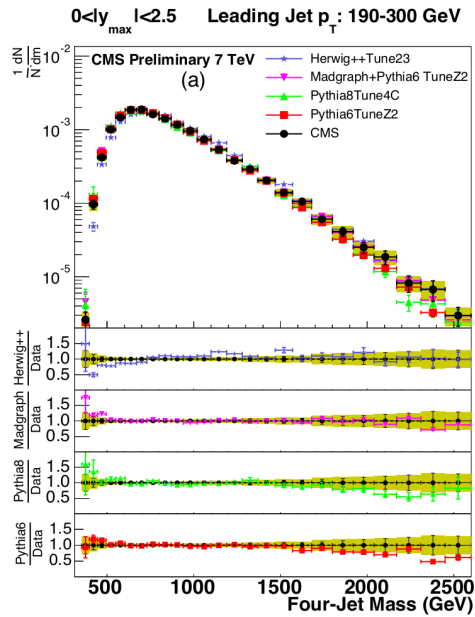 0<|y_max|<2.5 Leading Jet p_T: 190-300 GeV
1/N dN/dm
CMS Preliminary 7 TeV
(a)
Herwig++Tune23
Madgraph+Pythia6 TuneZ2
Pythia8Tune4C
Pythia6TuneZ2
CMS
10^-2
10^-3
10^-4
10^-5
Herwig++
Data
1.5
1.0
0.5
Madgraph
Data
1.5
1.0
0.5
Pythia8
Data
1.5
1.0
0.5
Pythia6
Data
1.5
1.0
0.5
500 1000 1500 2000 2500
Four-Jet Mass (GeV)